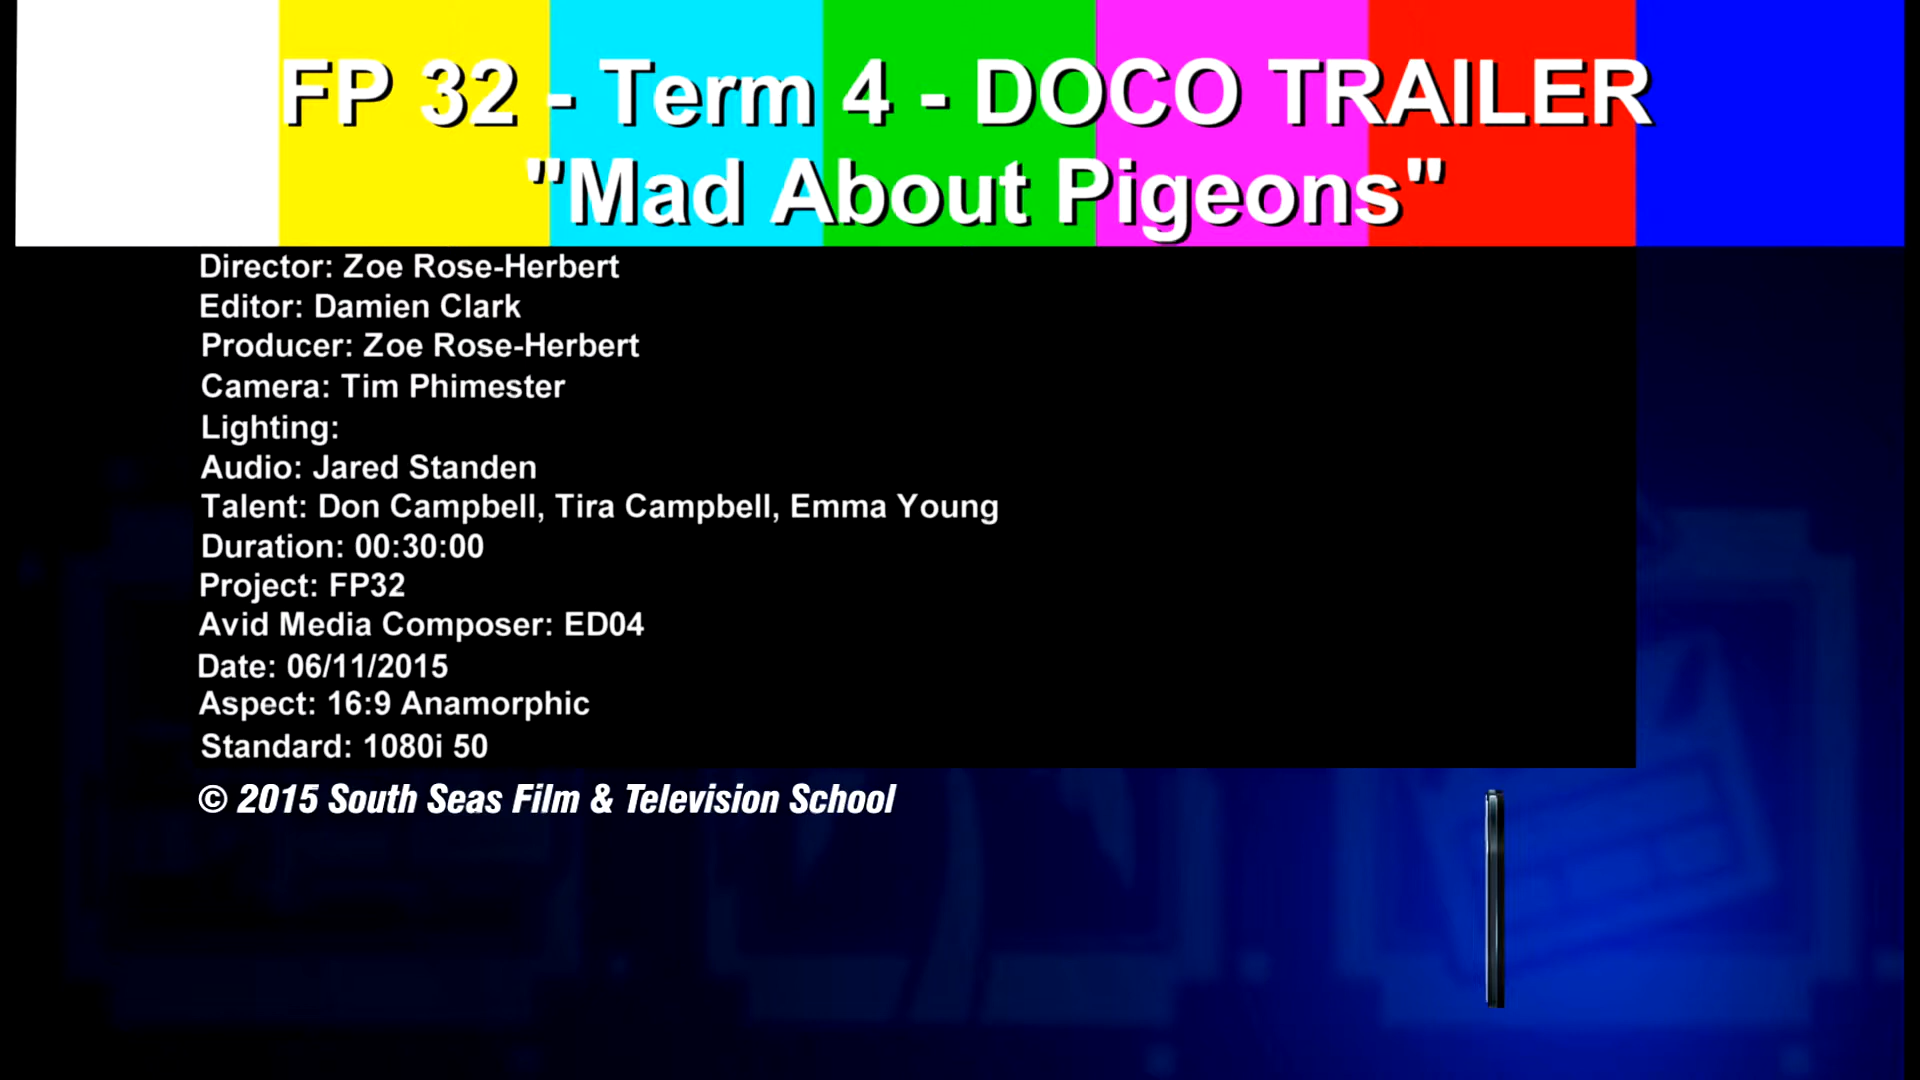 FP 32 - Term 4 - DOCO TRAILER
"Mad About Pigeons"
Director: Zoe Rose-Herbert
Editor: Damien Clark
Producer: Zoe Rose-Herbert
Camera: Tim Phimester
Lighting:
Audio: Jared Standen
Talent: Don Campbell, Tira Campbell, Emma Young
Duration: 00:30:00
Project: FP32
Avid Media Composer: ED04
Date: 06/11/2015
Aspect: 16:9 Anamorphic
Standard: 1080i 50
© 2015 South Seas Film & Television School